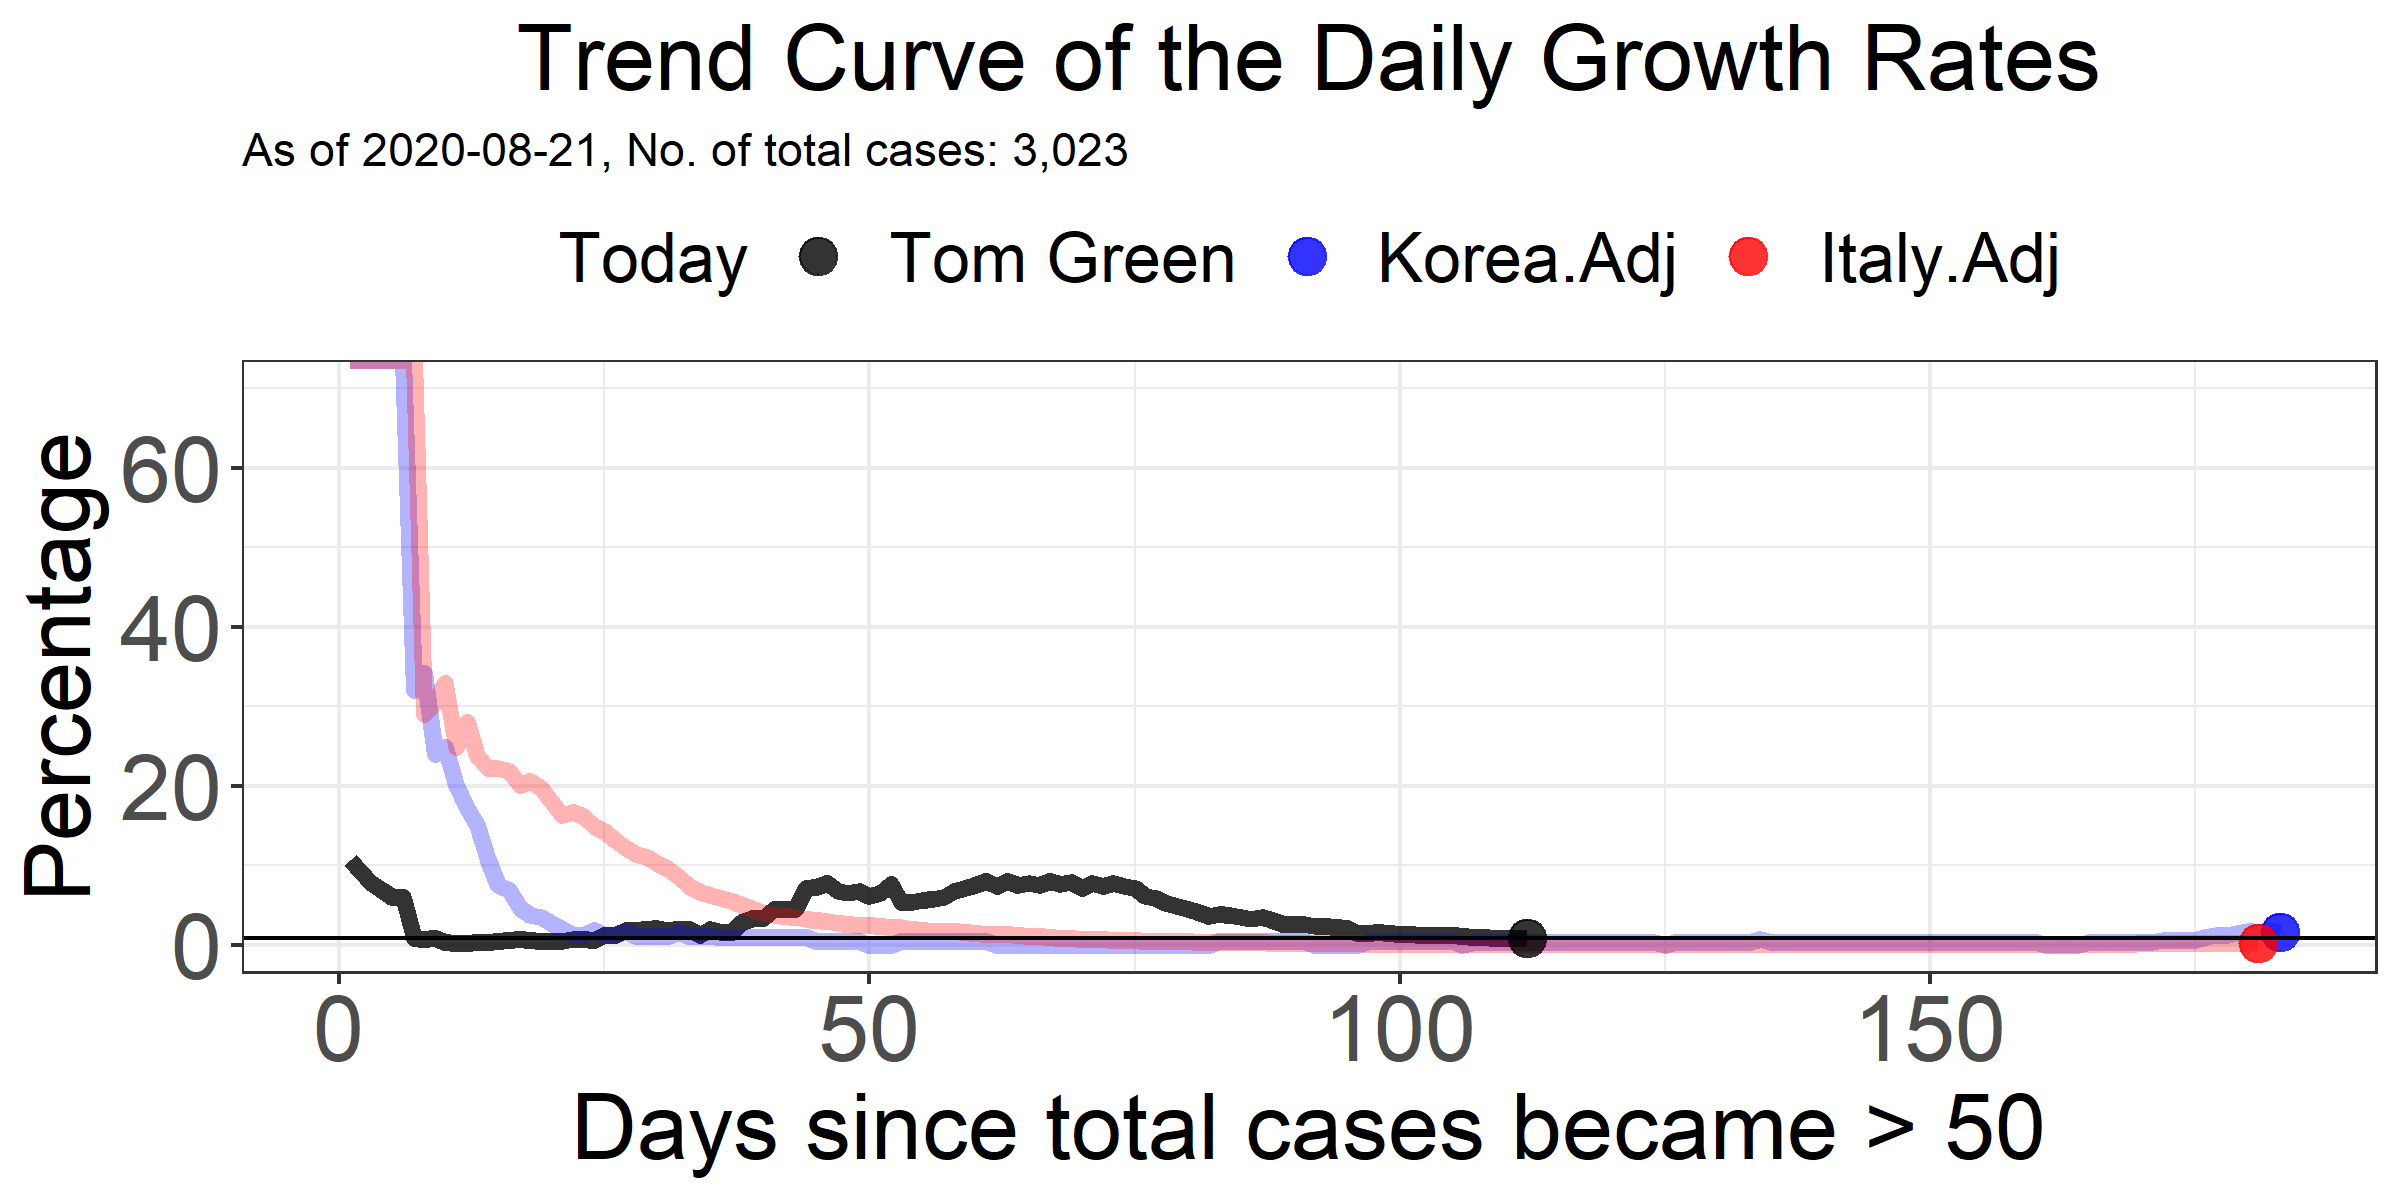 Trend Curve of the Daily Growth Rates
As of 2020-08-21, No. of total cases: 3,023
Today Tom Green Korea.Adj Italy.Adj
Percentage
60
40
20
0
0 50 100 150
Days since total cases became > 50